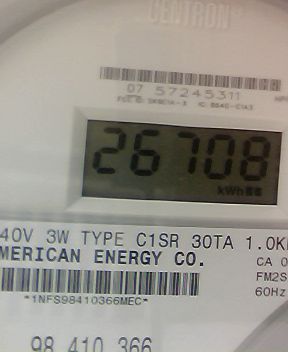 CENTRON®
07 57245311
26708
kWh
40V 3W TYPE C1SR 30TA 1.0K
MERICAN ENERGY CO.
CA 0
FM2S
60Hz
*1NFS98410366MEC*
98 410 366